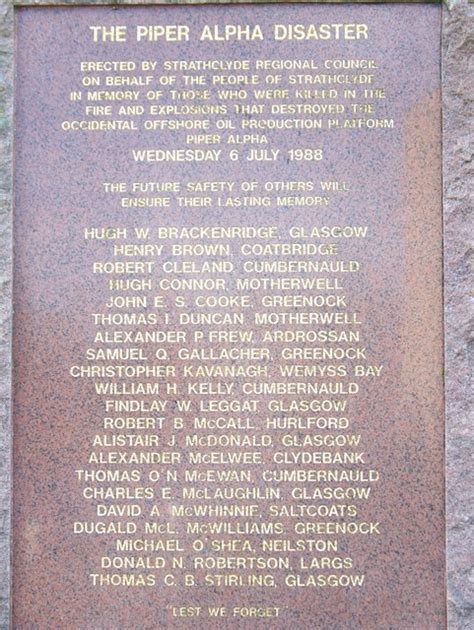 THE PIPER ALPHA DISASTER
ERECTED BY STRATHCLYDE REGIONAL COUNCIL
ON BEHALF OF THE PEOPLE OF STRATHCLYDE
IN MEMORY OF THOSE WHO WERE KILLED IN THE
FIRE AND EXPLOSIONS THAT DESTROYED THE
OCCIDENTAL OFFSHORE OIL PRODUCTION PLATFORM
PIPER ALPHA
WEDNESDAY 6 JULY 1988
THE FUTURE SAFETY OF OTHERS WILL
ENSURE THEIR LASTING MEMORY
HUGH W. BRACKENRIDGE, GLASGOW
HENRY BROWN, COATBRIDGE
ROBERT CLELAND, CUMBERNAULD
HUGH CONNOR, MOTHERWELL
JOHN E. S. COOKE, GREENOCK
THOMAS I. DUNCAN, MOTHERWELL
ALEXANDER P. FREW, ARDROSSAN
SAMUEL Q. GALLACHER, GREENOCK
CHRISTOPHER KAVANAGH, WEMYSS BAY
WILLIAM H. KELLY, CUMBERNAULD
FINDLAY W. LEGGAT, GLASGOW
ROBERT B. McCALL, HURLFORD
ALISTAIR J. McDONALD, GLASGOW
ALEXANDER McELWEE, CLYDEBANK
THOMAS O'N McEWAN, CUMBERNAULD
CHARLES E. McLAUGHLIN, GLASGOW
DAVID A. McWHINNIE, SALTCOATS
DUGALD McL. McWILLIAMS, GREENOCK
MICHAEL O'SHEA, NEILSTON
DONALD N. ROBERTSON, LARGS
THOMAS C. B. STIRLING, GLASGOW
"LEST WE FORGET"